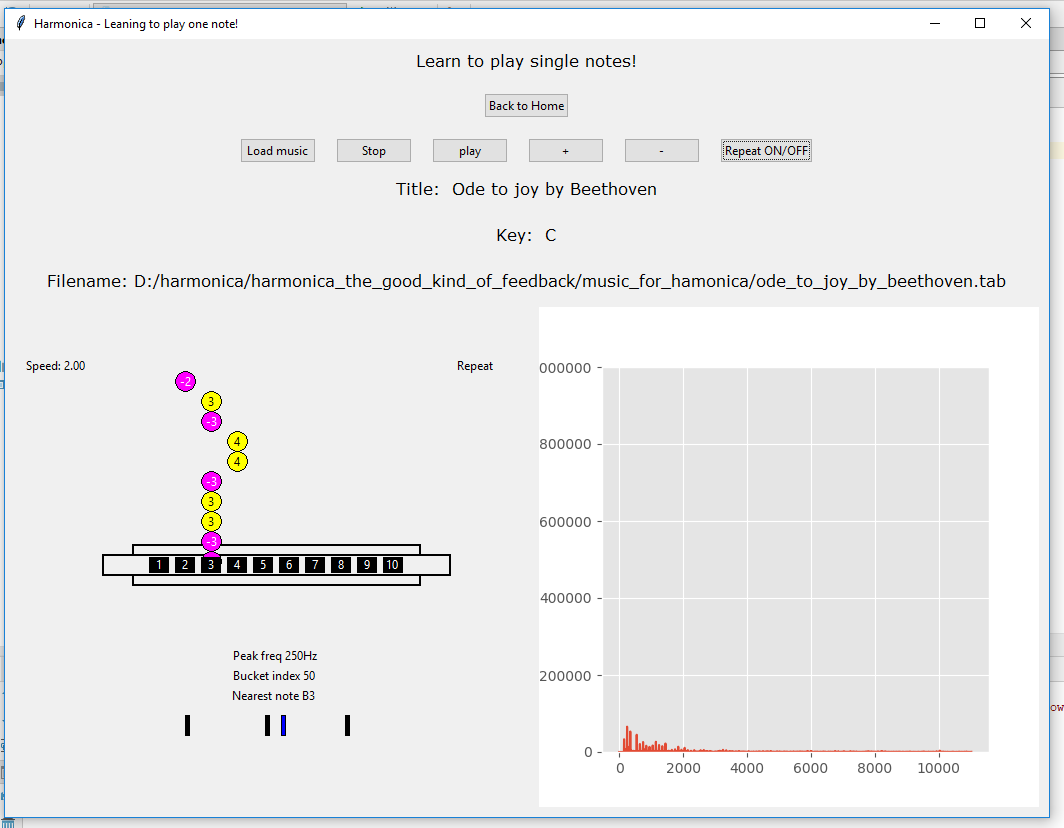 Harmonica - Leaning to play one note!
Learn to play single notes!
Back to Home
Load music Stop play + - Repeat ON/OFF
Title: Ode to joy by Beethoven
Key: C
Filename: D:/harmonica/harmonica_the_good_kind_of_feedback/music_for_hamonica/ode_to_joy_by_beethoven.tab
Speed: 2.00 Repeat
-2
3
-3
4
4
-3
3
3
-3
1 2 3 4 5 6 7 8 9 10
Peak freq 250Hz
Bucket index 50
Nearest note B3
000000
800000
600000
400000
200000
0
0 2000 4000 6000 8000 10000